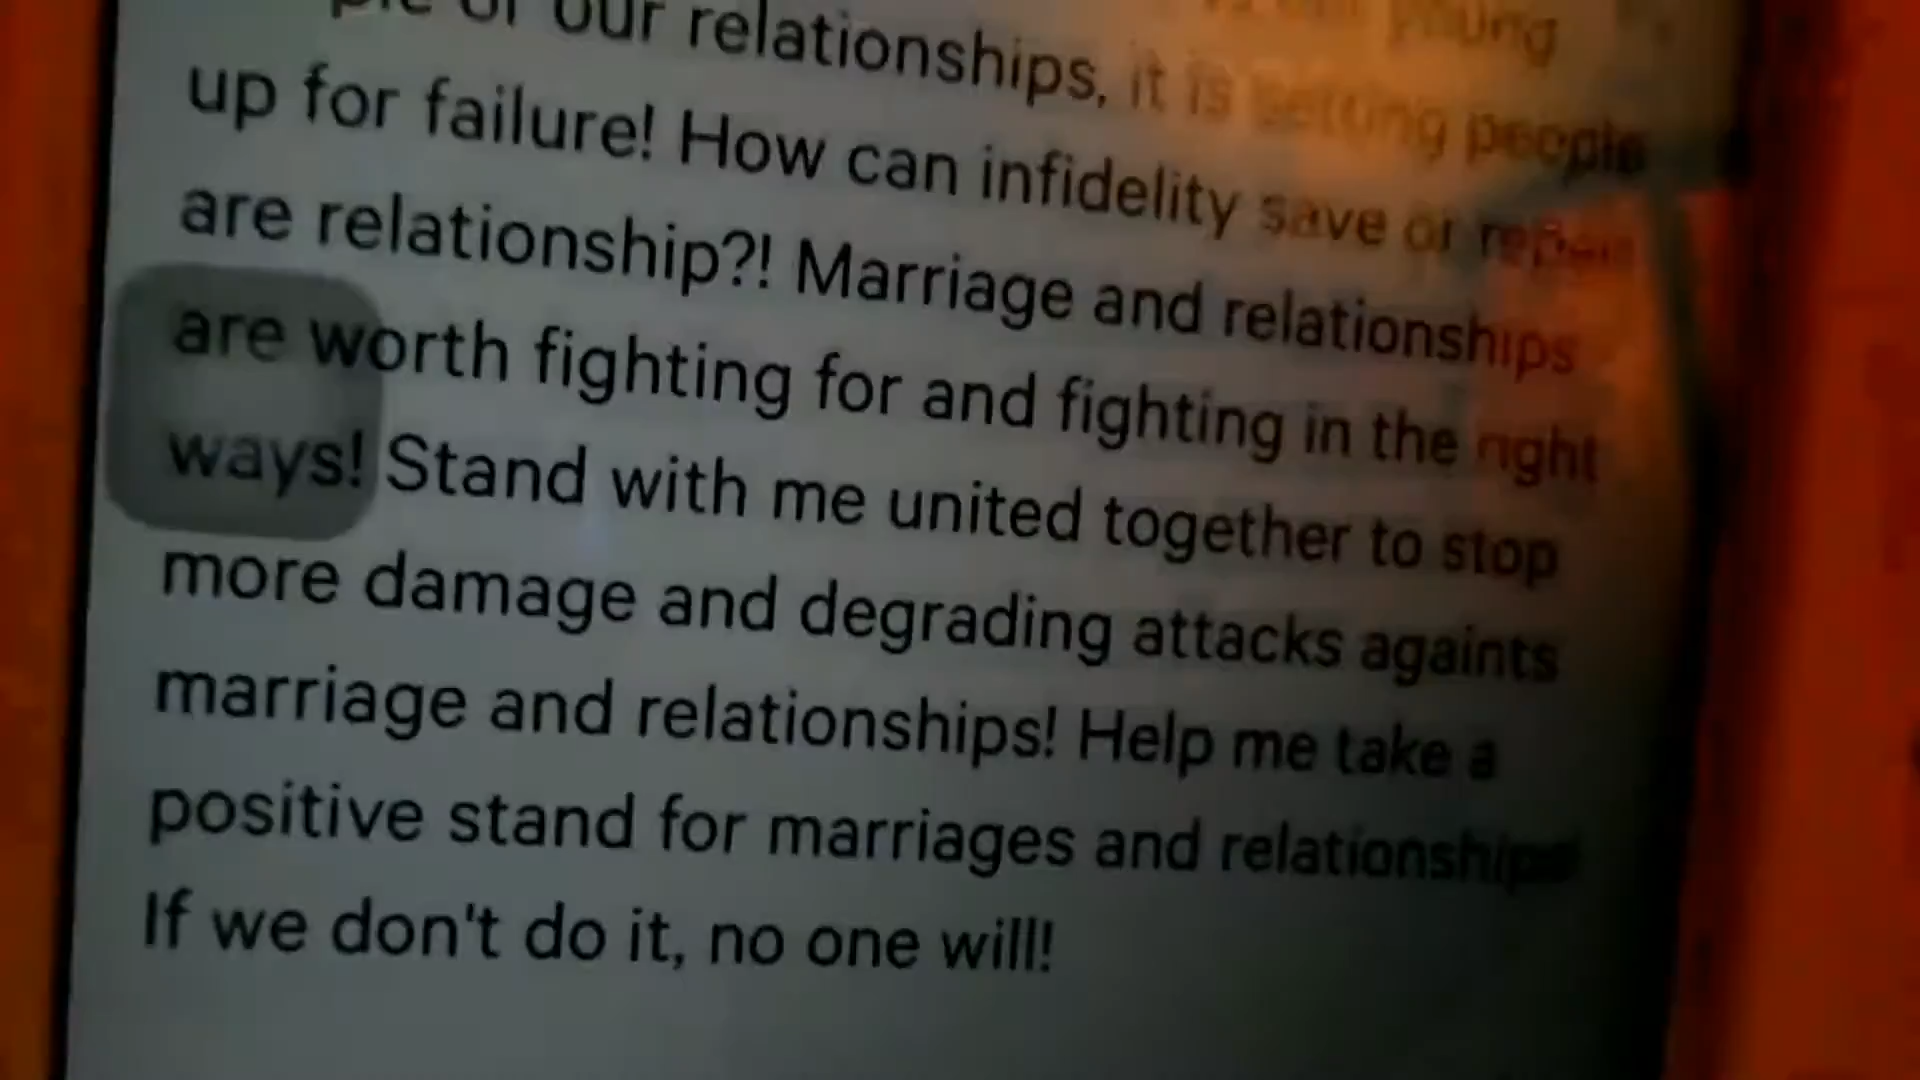 young
of our relationships, it is setting people
up for failure! How can infidelity save or repair
are relationship?! Marriage and relationships
are worth fighting for and fighting in the right
ways! Stand with me united together to stop
more damage and degrading attacks againts
marriage and relationships! Help me take a
positive stand for marriages and relationships
If we don't do it, no one will!